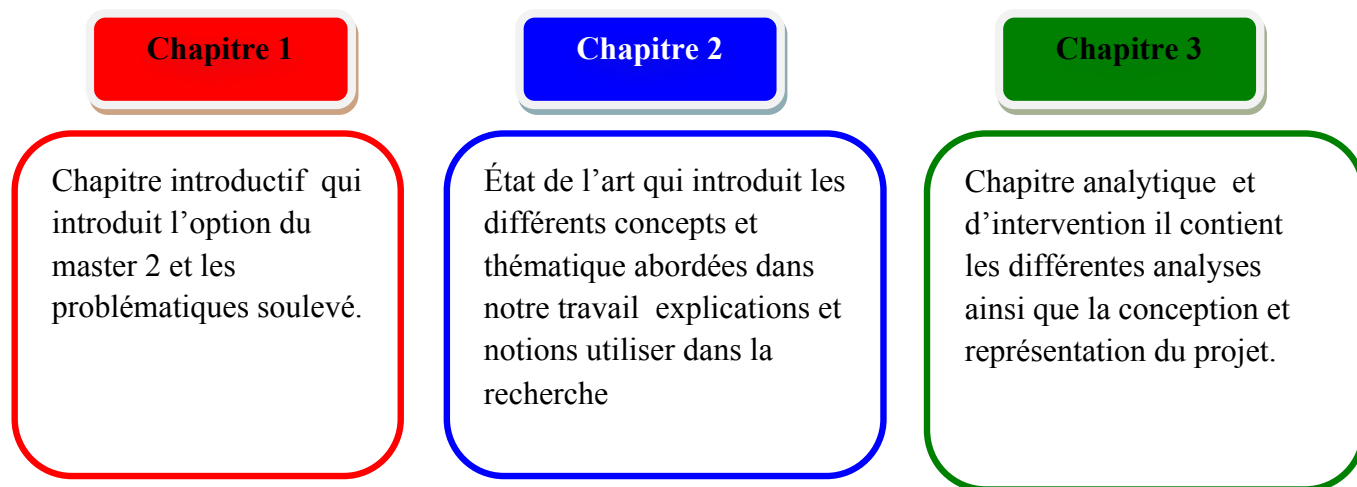 Chapitre 1
Chapitre introductif qui
introduit l’option du
master 2 et les
problématiques soulevé.
Chapitre 2
État de l’art qui introduit les
différents concepts et
thématique abordées dans
notre travail explications et
notions utiliser dans la
recherche
Chapitre 3
Chapitre analytique et
d’intervention il contient
les différentes analyses
ainsi que la conception et
représentation du projet.